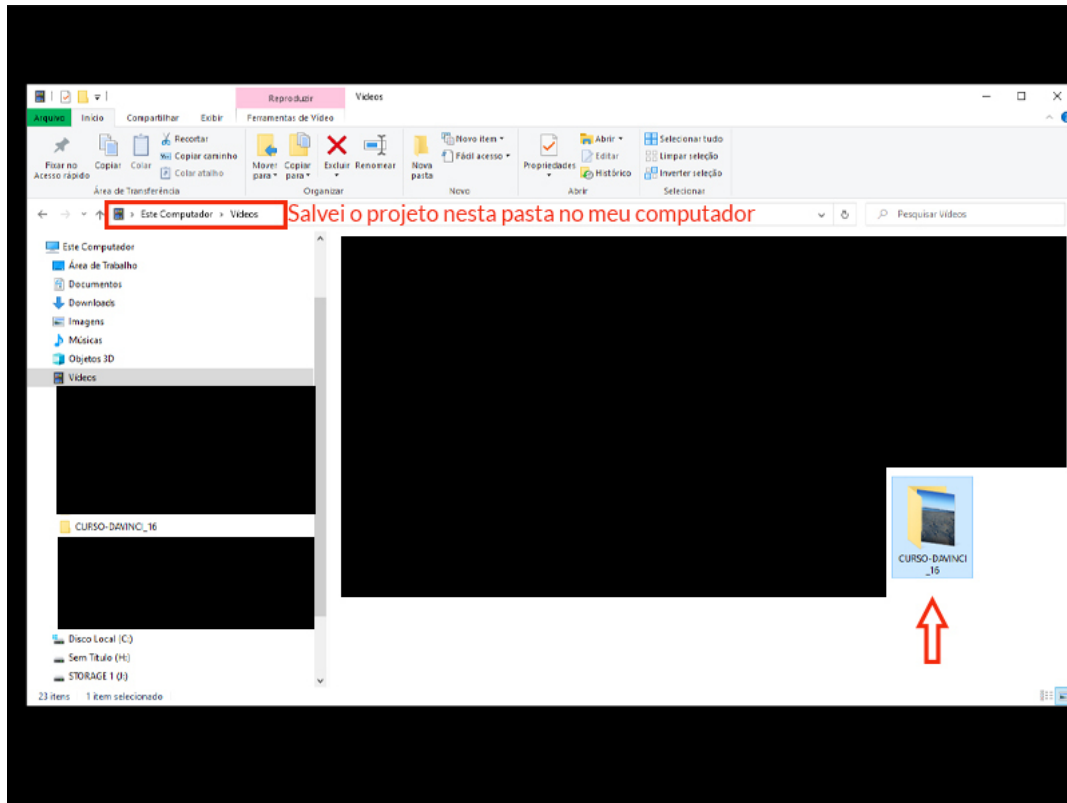 Reproduzir Vídeos
Arquivo Início Compartilhar Exibir Ferramentas de Vídeo
Fixar no Acesso rápido
Copiar
Colar
Recortar
Copiar caminho
Colar atalho
Mover para
Copiar para
Excluir
Renomear
Nova pasta
Novo item
Fácil acesso
Propriedades
Abrir
Editar
Histórico
Selecionar tudo
Limpar seleção
Inverter seleção
Área de Transferência Organizar Novo Abrir Selecionar
Este Computador > Vídeos
Salvei o projeto nesta pasta no meu computador
Pesquisar Vídeos
Este Computador
Área de Trabalho
Documentos
Downloads
Imagens
Músicas
Objetos 3D
Vídeos
CURSO-DAVINCI_16
CURSO-DAVINCI
_16
Disco Local (C:)
Sem Título (H:)
STORAGE 1 (J:)
23 itens 1 item selecionado